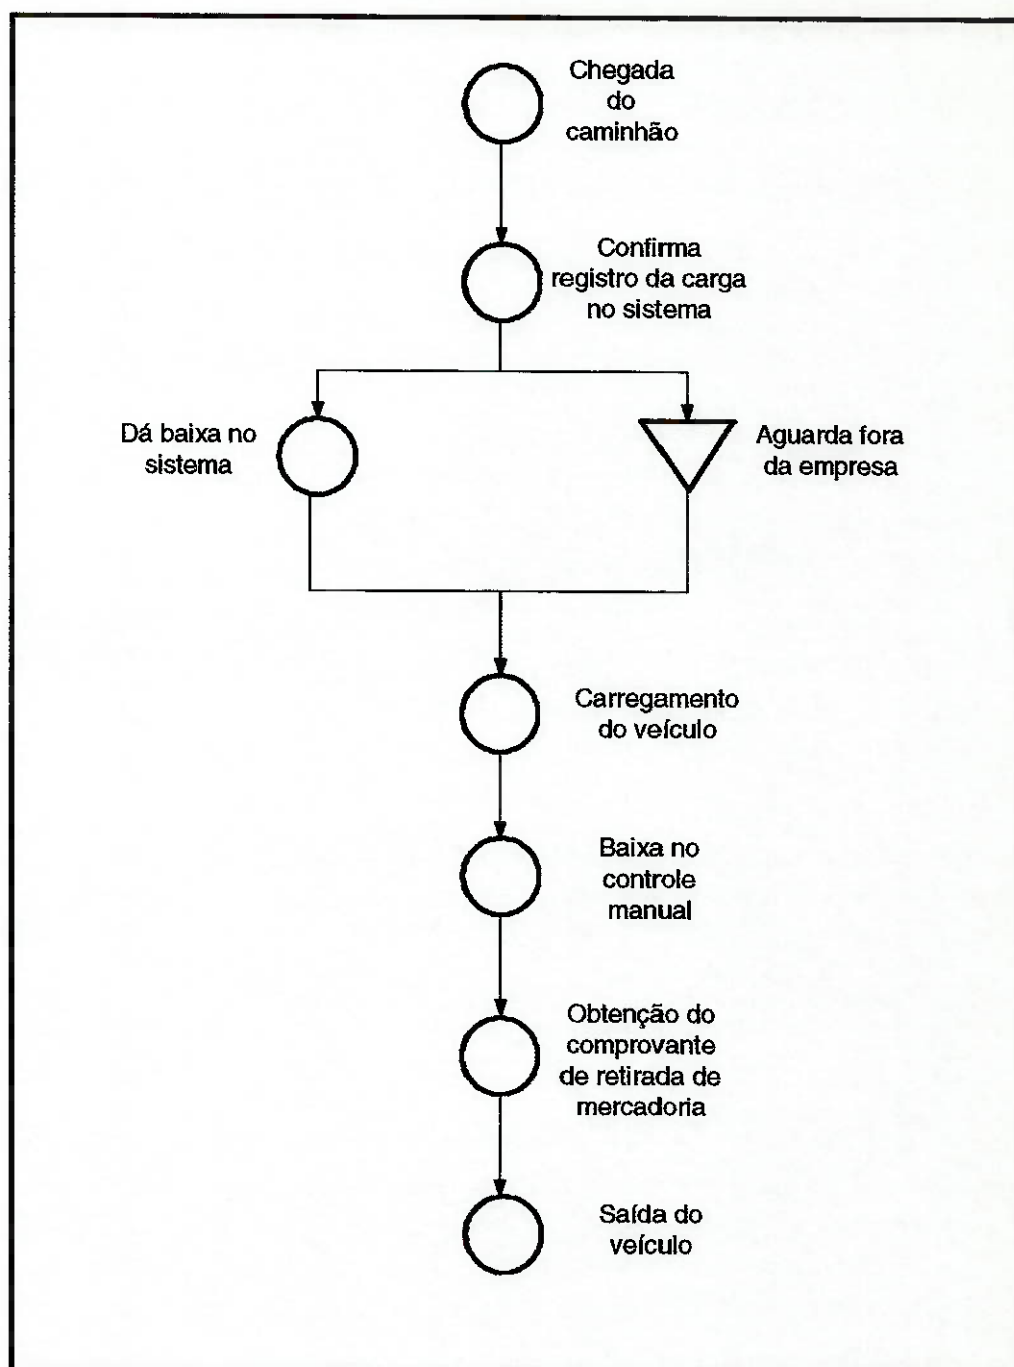 Chegada
do
caminhão
Confirma
registro da carga
no sistema
Dá baixa no
sistema
Aguarda fora
da empresa
Carregamento
do veículo
Baixa no
controle
manual
Obtenção do
comprovante
de retirada de
mercadoria
Saída do
veículo